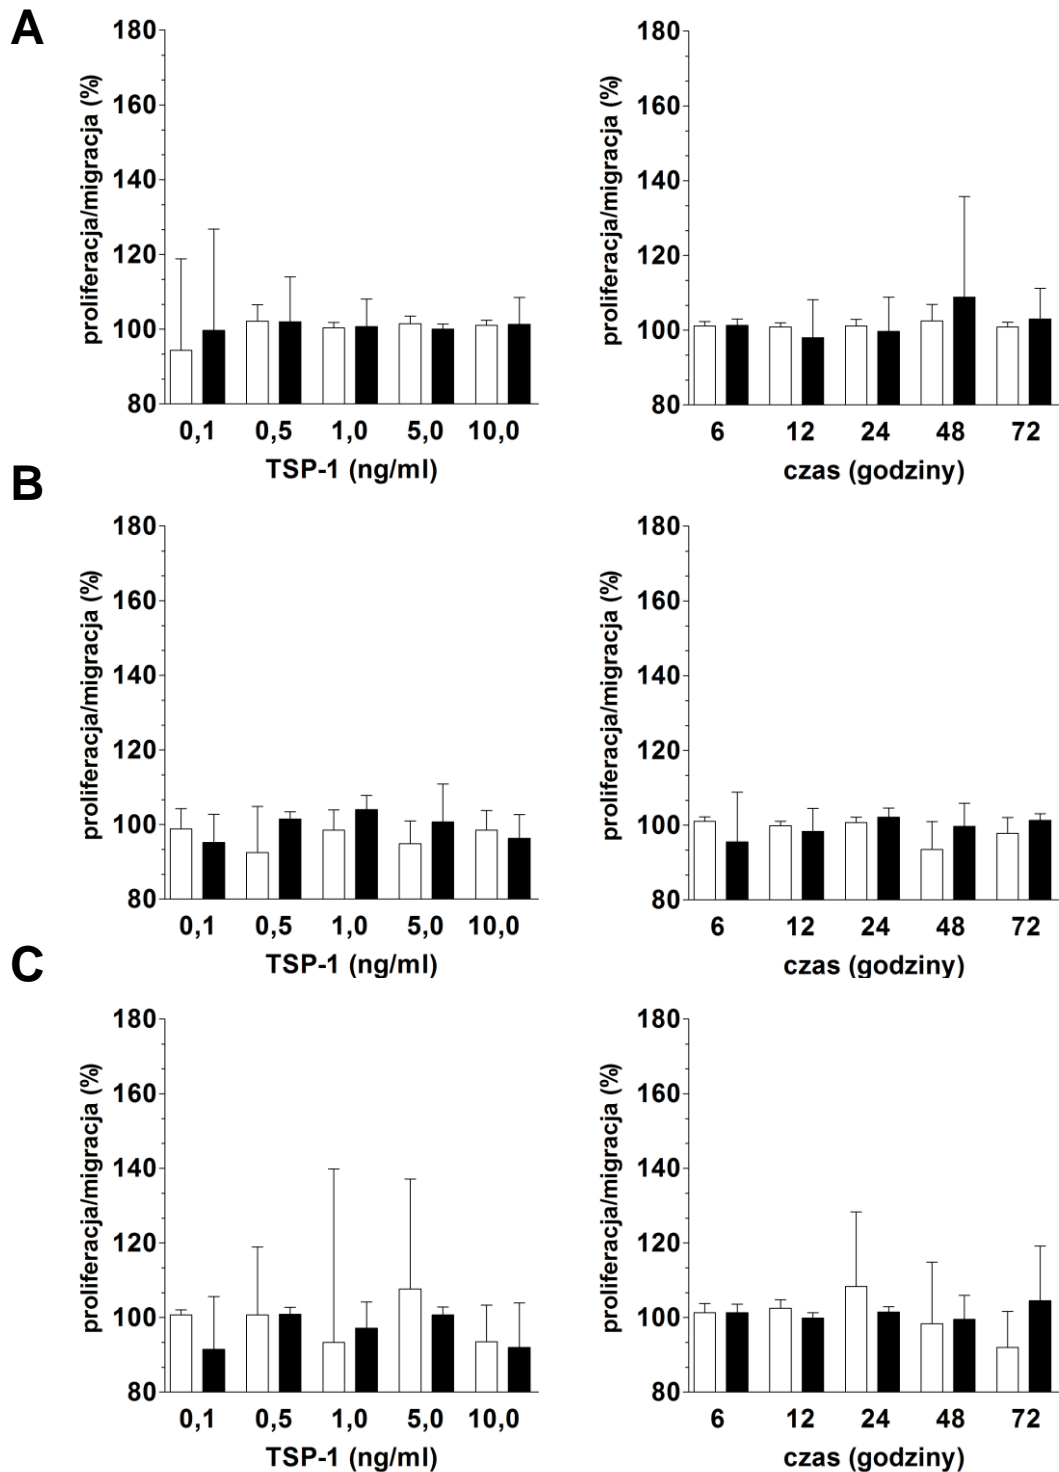 A
proliferacja/migracja (%)
180
160
140
120
100
80
0,1 0,5 1,0 5,0 10,0
TSP-1 (ng/ml)
proliferacja/migracja (%)
180
160
140
120
100
80
6 12 24 48 72
czas (godziny)
B
proliferacja/migracja (%)
180
160
140
120
100
80
0,1 0,5 1,0 5,0 10,0
TSP-1 (ng/ml)
proliferacja/migracja (%)
180
160
140
120
100
80
6 12 24 48 72
czas (godziny)
C
proliferacja/migracja (%)
180
160
140
120
100
80
0,1 0,5 1,0 5,0 10,0
TSP-1 (ng/ml)
proliferacja/migracja (%)
180
160
140
120
100
80
6 12 24 48 72
czas (godziny)